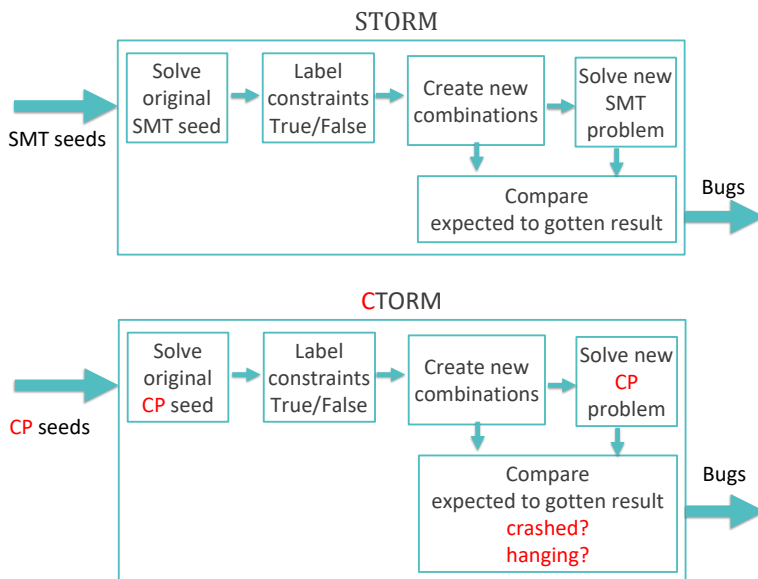 STORM
SMT seeds
Solve
original
SMT seed
Label
constraints
True/False
Create new
combinations
Solve new
SMT
problem
Compare
expected to gotten result
Bugs
CTORM
CP seeds
Solve
original
CP seed
Label
constraints
True/False
Create new
combinations
Solve new
CP
problem
Compare
expected to gotten result
crashed?
hanging?
Bugs